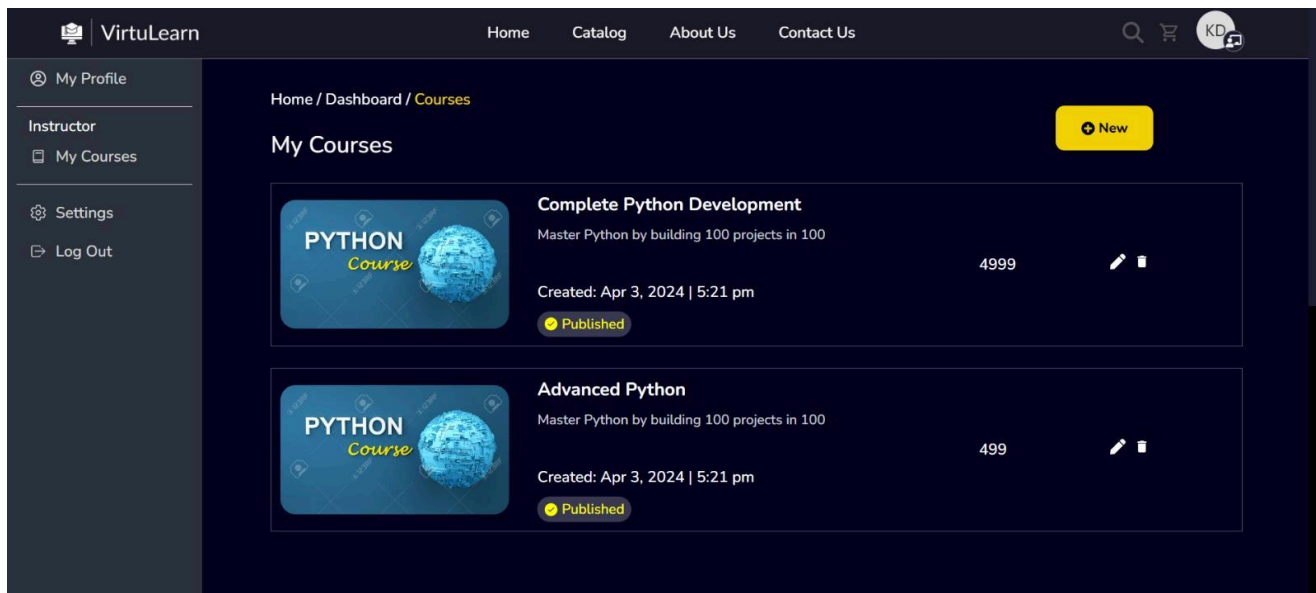 VirtuLearn
Home Catalog About Us Contact Us
KD
My Profile
Instructor
My Courses
Settings
Log Out
Home / Dashboard / Courses
My Courses
New
PYTHON
Course
Complete Python Development
Master Python by building 100 projects in 100
Created: Apr 3, 2024 | 5:21 pm
Published
4999
PYTHON
Course
Advanced Python
Master Python by building 100 projects in 100
Created: Apr 3, 2024 | 5:21 pm
Published
499